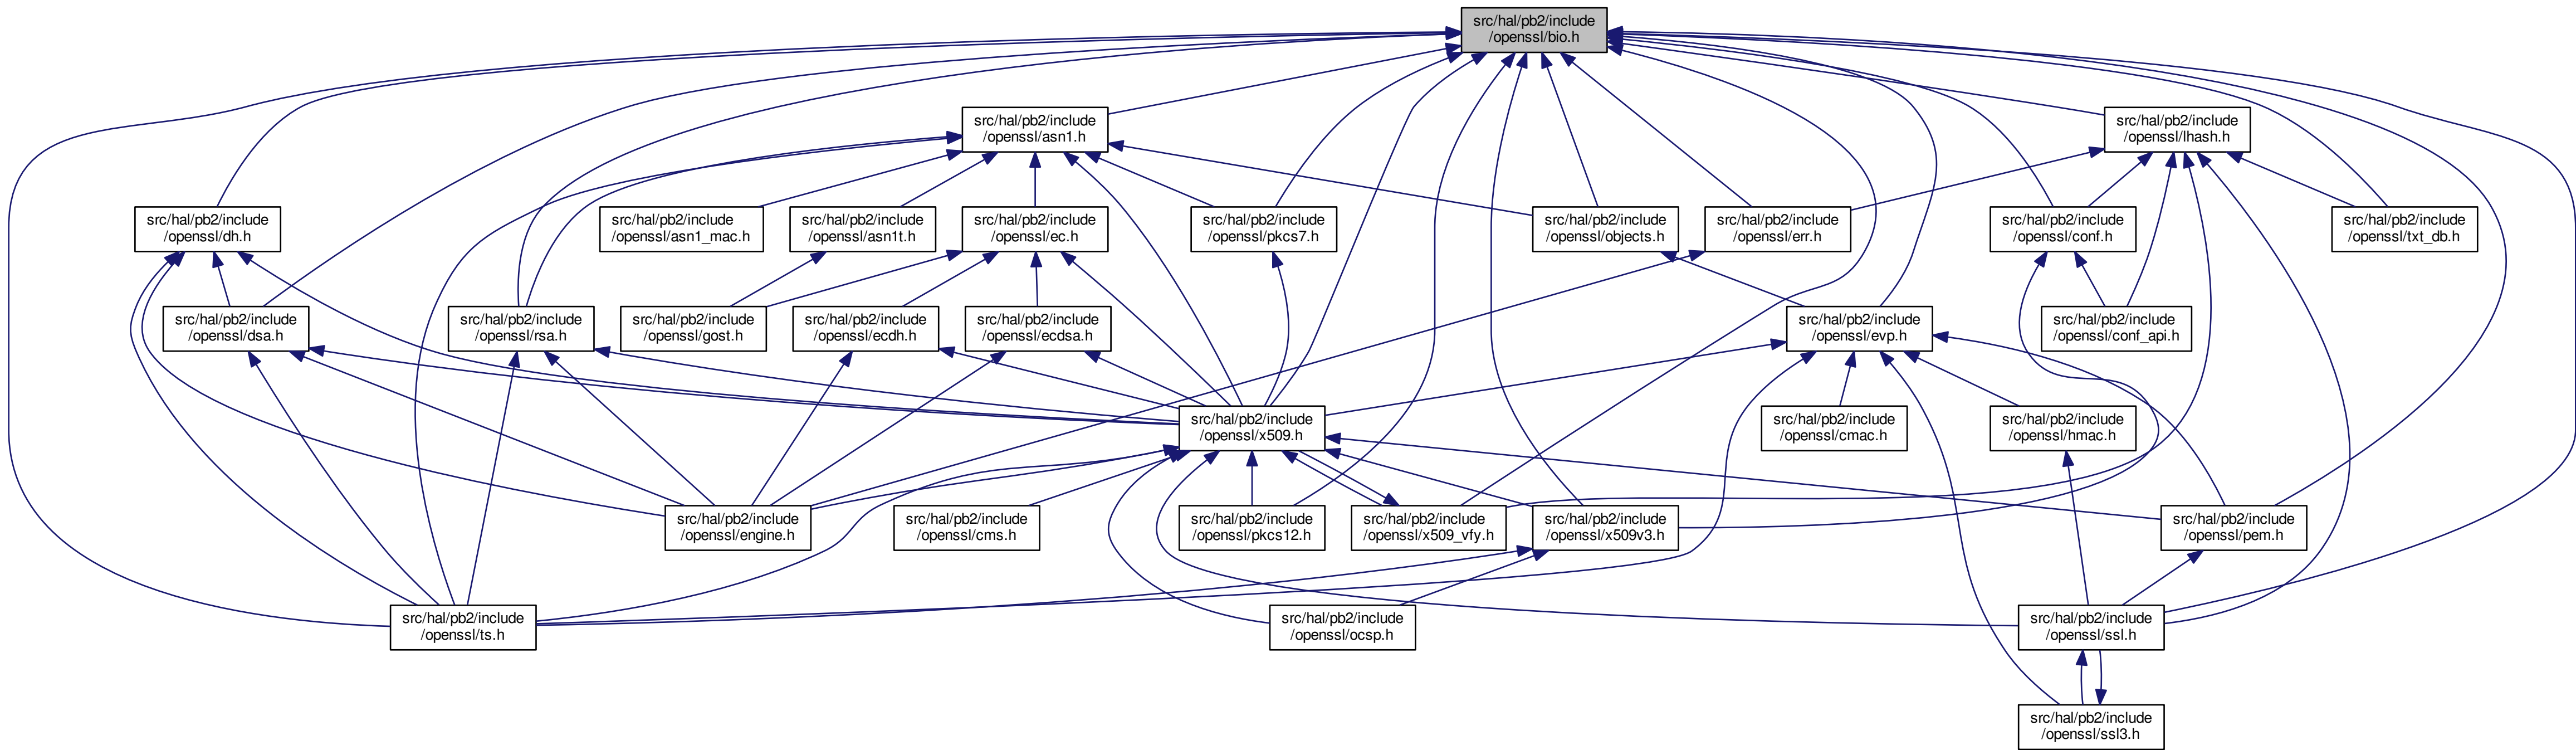 src/hal/pb2/include
/openssl/bio.h
src/hal/pb2/include
/openssl/asn1.h
src/hal/pb2/include
/openssl/lhash.h
src/hal/pb2/include
/openssl/dh.h
src/hal/pb2/include
/openssl/asn1_mac.h
src/hal/pb2/include
/openssl/asn1t.h
src/hal/pb2/include
/openssl/ec.h
src/hal/pb2/include
/openssl/pkcs7.h
src/hal/pb2/include
/openssl/objects.h
src/hal/pb2/include
/openssl/err.h
src/hal/pb2/include
/openssl/conf.h
src/hal/pb2/include
/openssl/txt_db.h
src/hal/pb2/include
/openssl/dsa.h
src/hal/pb2/include
/openssl/rsa.h
src/hal/pb2/include
/openssl/gost.h
src/hal/pb2/include
/openssl/ecdh.h
src/hal/pb2/include
/openssl/ecdsa.h
src/hal/pb2/include
/openssl/evp.h
src/hal/pb2/include
/openssl/conf_api.h
src/hal/pb2/include
/openssl/x509.h
src/hal/pb2/include
/openssl/cmac.h
src/hal/pb2/include
/openssl/hmac.h
src/hal/pb2/include
/openssl/engine.h
src/hal/pb2/include
/openssl/cms.h
src/hal/pb2/include
/openssl/pkcs12.h
src/hal/pb2/include
/openssl/x509_vfy.h
src/hal/pb2/include
/openssl/x509v3.h
src/hal/pb2/include
/openssl/pem.h
src/hal/pb2/include
/openssl/ts.h
src/hal/pb2/include
/openssl/ocsp.h
src/hal/pb2/include
/openssl/ssl.h
src/hal/pb2/include
/openssl/ssl3.h